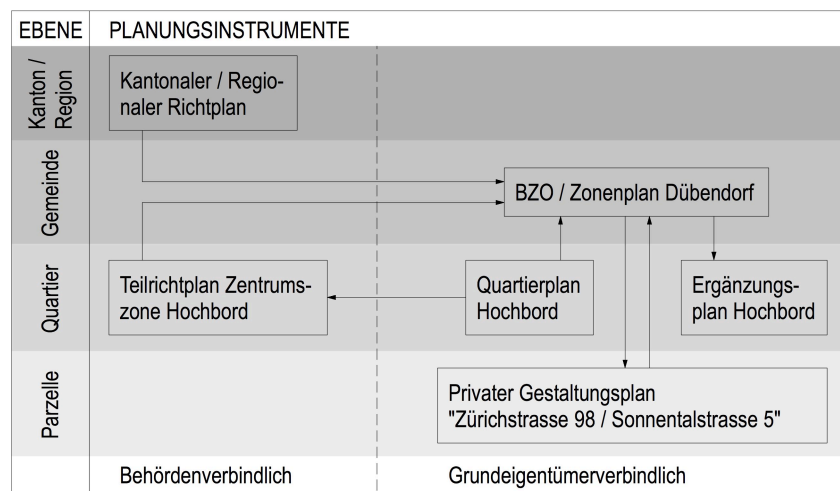 EBENE PLANUNGSINSTRUMENTE
Kanton /
Region
Kantonaler / Regio-
naler Richtplan
Gemeinde
BZO / Zonenplan Dübendorf
Quartier
Teilrichtplan Zentrums-
zone Hochbord
Quartierplan
Hochbord
Ergänzungs-
plan Hochbord
Parzelle
Privater Gestaltungsplan
"Zürichstrasse 98 / Sonnentalstrasse 5"
Behördenverbindlich
Grundeigentümerverbindlich